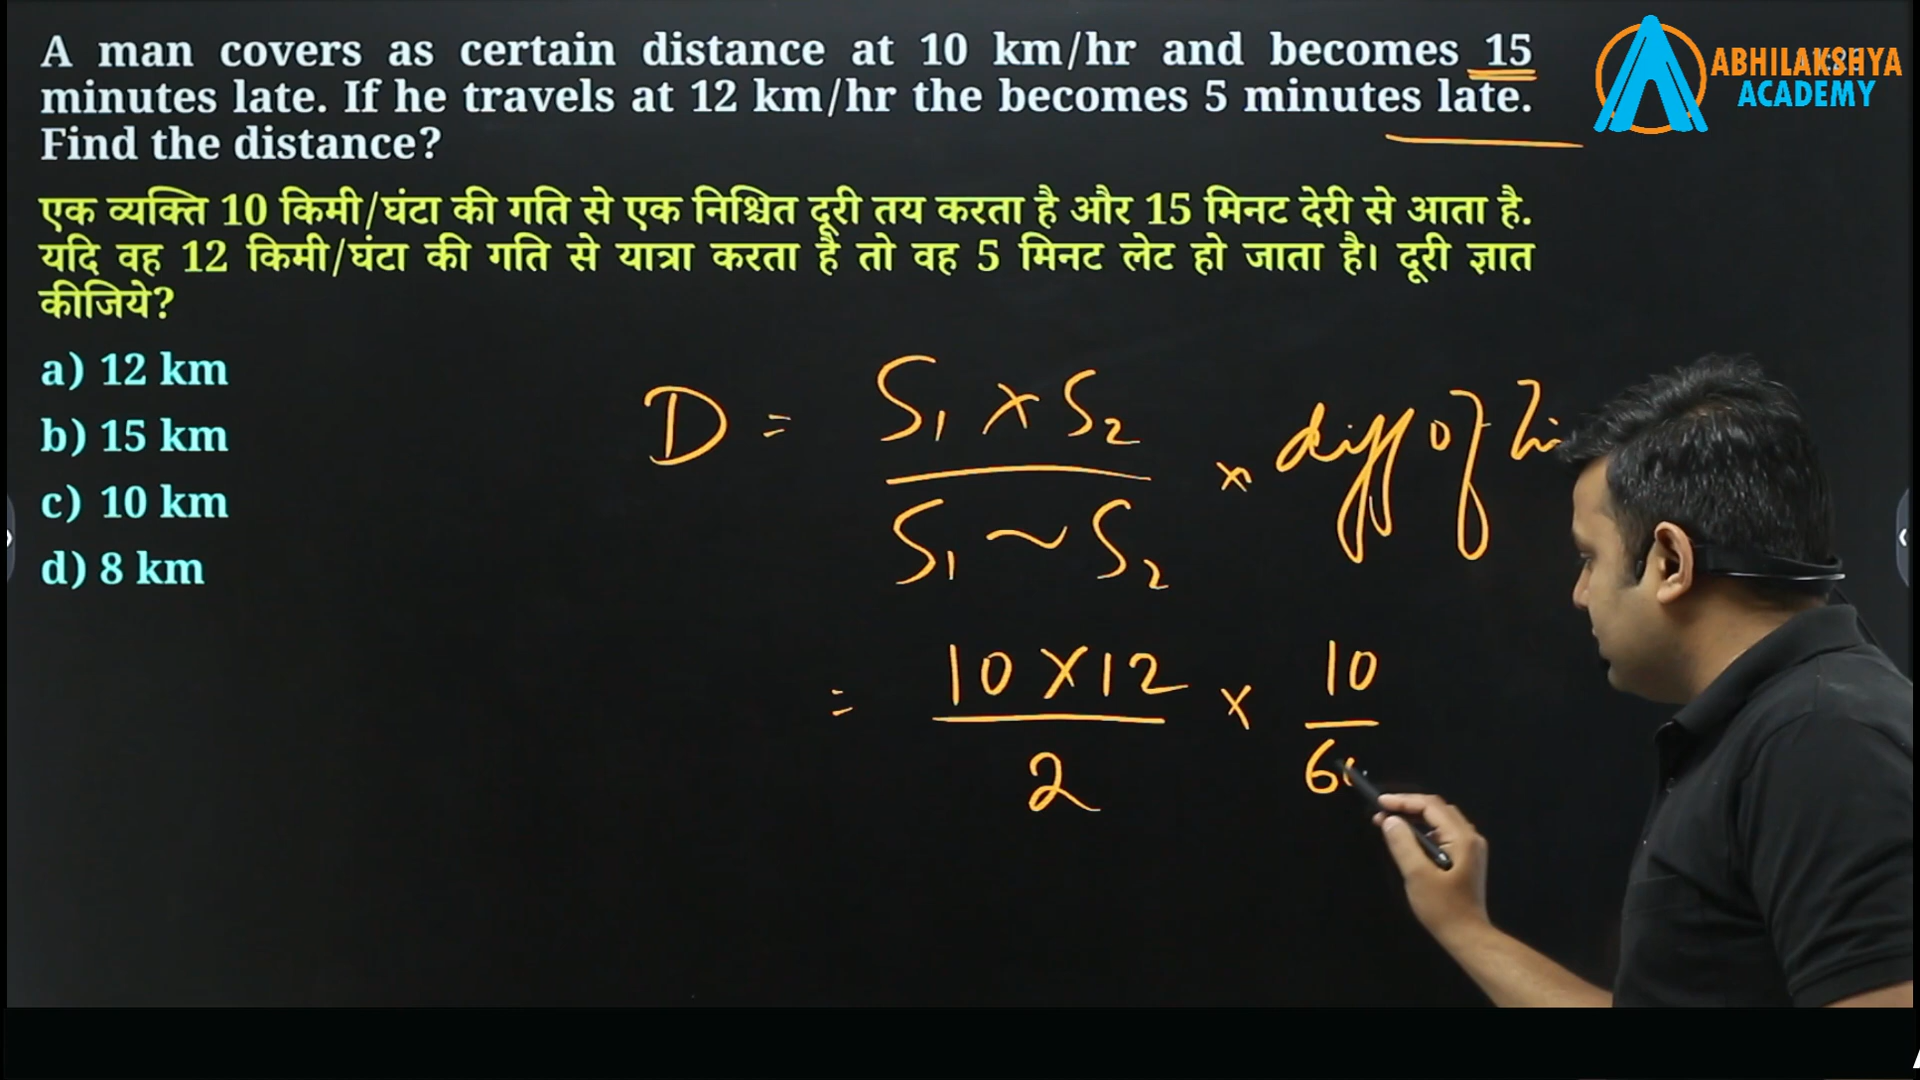 A man covers as certain distance at 10 km/hr and becomes 15
minutes late. If he travels at 12 km/hr the becomes 5 minutes late.
Find the distance?
ABHILAKSHYA
ACADEMY
एक व्यक्ति 10 किमी/घंटा की गति से एक निश्चित दूरी तय करता है और 15 मिनट देरी से आता है.
यदि वह 12 किमी/घंटा की गति से यात्रा करता है तो वह 5 मिनट लेट हो जाता है। दूरी ज्ञात
कीजिये?
a) 12 km
b) 15 km
c) 10 km
d) 8 km
D = S₁ × S₂ × diff of
S₁ ~ S₂
= 10 × 12 × 10
2